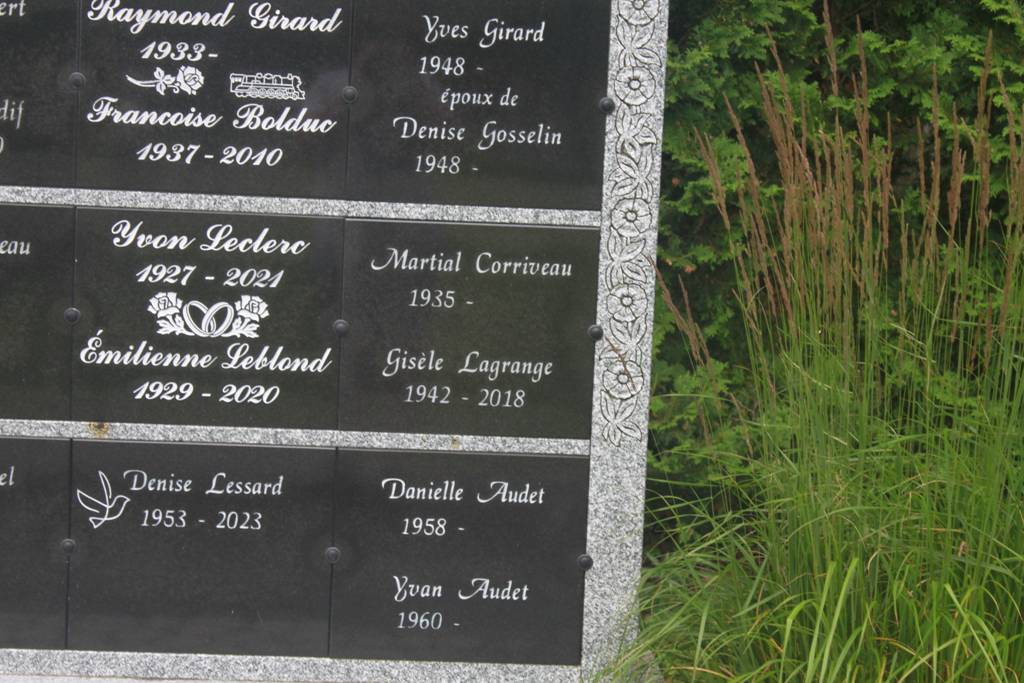 Raymond Girard
1933-
Francoise Bolduc
1937-2010
Yves Girard
1948 -
époux de
Denise Gosselin
1948 -
Yvon Leclerc
1927 - 2021
Émilienne Leblond
1929 - 2020
Martial Corriveau
1935 -
Gisèle Lagrange
1942 - 2018
Denise Lessard
1953 - 2023
Danielle Audet
1958 -
Yvan Audet
1960 -